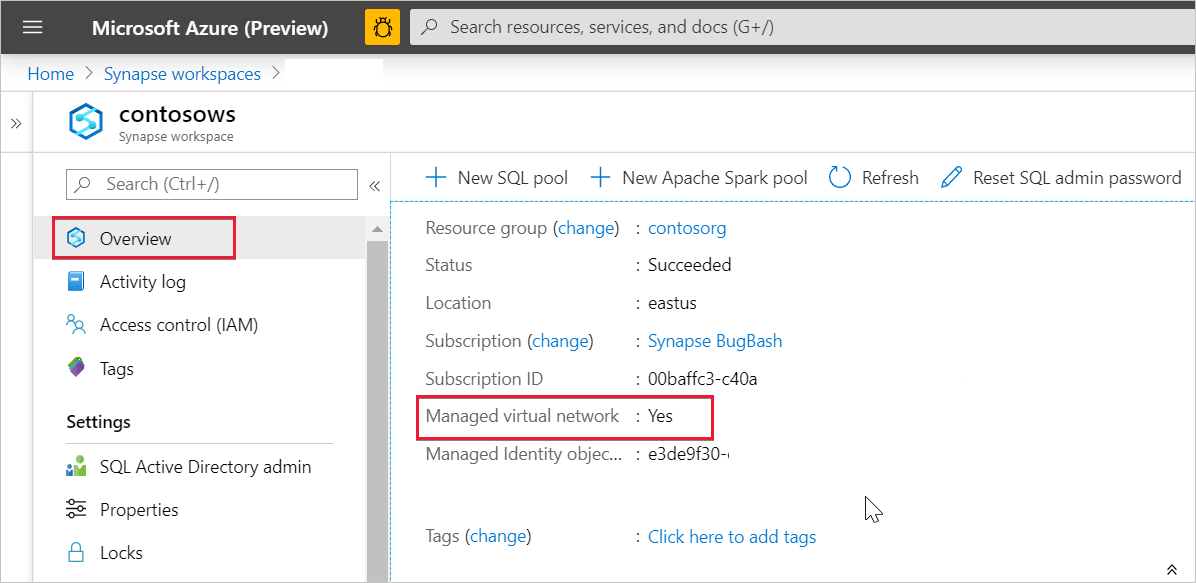 Microsoft Azure (Preview)
Search resources, services, and docs (G+/)
Home > Synapse workspaces >
contosows
Synapse workspace
Search (Ctrl+/)
Overview
Activity log
Access control (IAM)
Tags
Settings
SQL Active Directory admin
Properties
Locks
New SQL pool
New Apache Spark pool
Refresh
Reset SQL admin password
Resource group (change) : contosorg
Status : Succeeded
Location : eastus
Subscription (change) : Synapse BugBash
Subscription ID : 00baffc3-c40a
Managed virtual network : Yes
Managed Identity objec... : e3de9f30-
Tags (change) : Click here to add tags